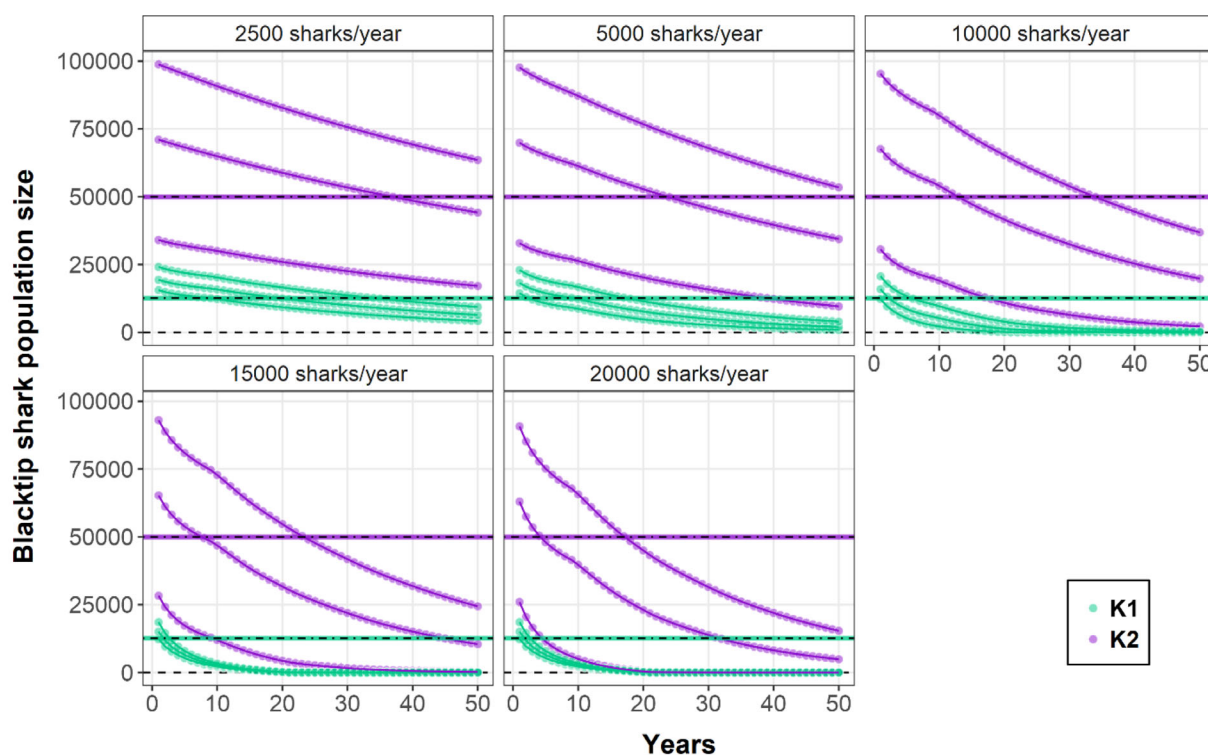 2500 sharks/year
5000 sharks/year
10000 sharks/year
Blacktip shark population size
100000
75000
50000
25000
0
0 10 20 30 40 50
15000 sharks/year
20000 sharks/year
100000
75000
50000
25000
0
0 10 20 30 40 50
0 10 20 30 40 50
Years
K1
K2